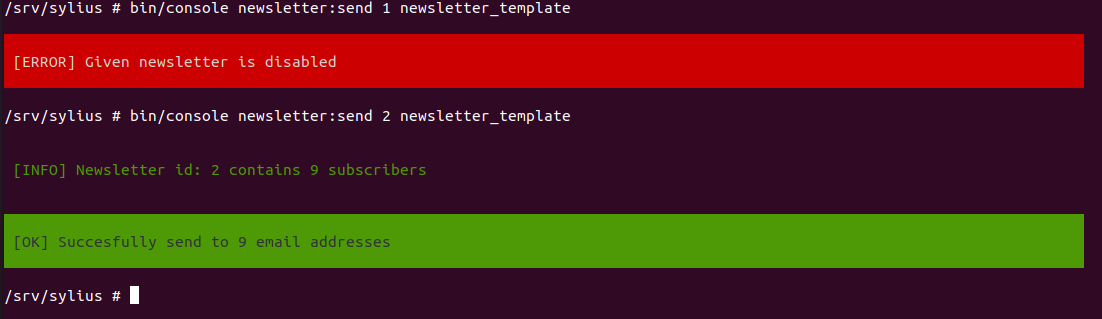 /srv/sylius # bin/console newsletter:send 1 newsletter_template
[ERROR] Given newsletter is disabled
/srv/sylius # bin/console newsletter:send 2 newsletter_template
[INFO] Newsletter id: 2 contains 9 subscribers
[OK] Succesfully send to 9 email addresses
/srv/sylius #